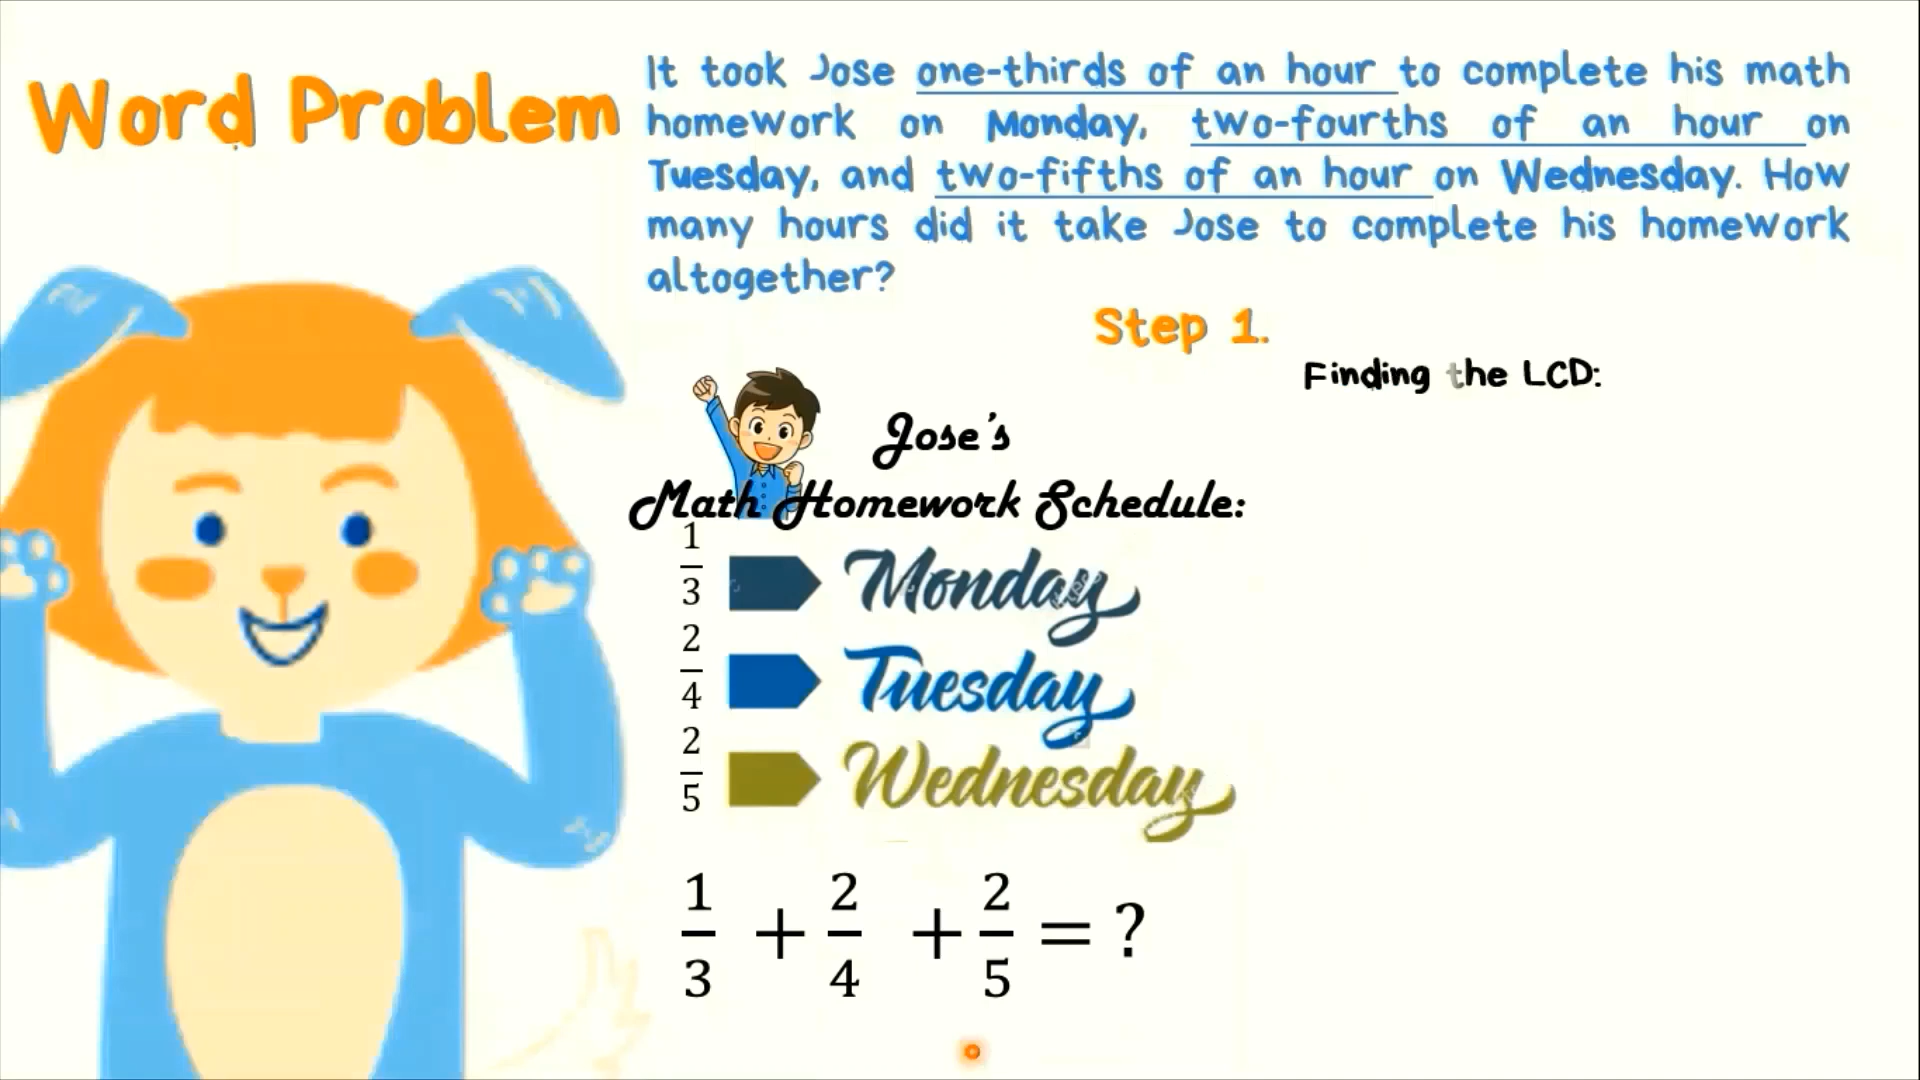 Word Problem
It took Jose one-thirds of an hour to complete his math
homework on Monday, two-fourths of an hour on
Tuesday, and two-fifths of an hour on Wednesday. How
many hours did it take Jose to complete his homework
altogether?
Step 1.
Finding the LCD:
Jose's
Math Homework Schedule:
1/3 Monday
2/4 Tuesday
2/5 Wednesday
1/3 + 2/4 + 2/5 = ?